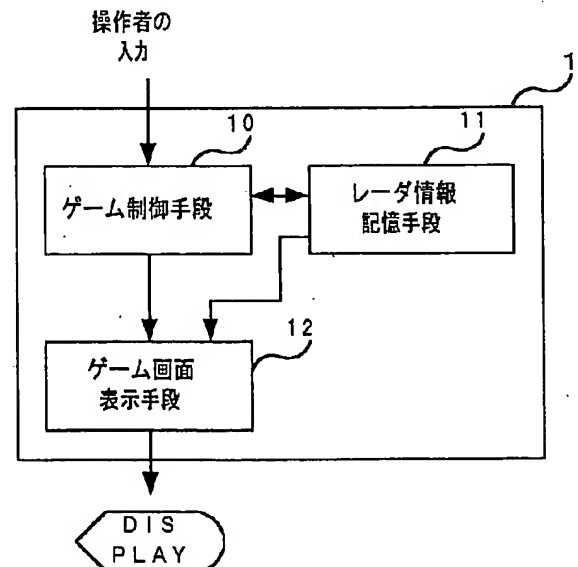 操作者の
入力
1
10
11
ゲーム制御手段
レーダ情報
記憶手段
12
ゲーム画面
表示手段
DIS
PLAY